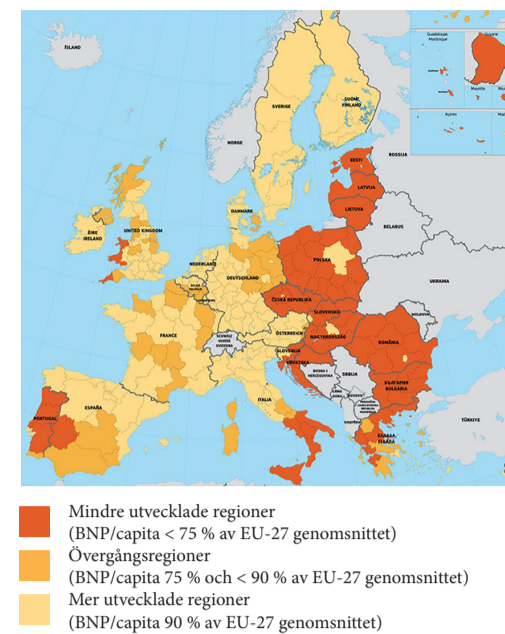 Guadeloupe
Martinique
Guyane
Mayotte
Açores
ÍSLAND
SVERIGE
SUOMI
FINLAND
NORGE
EESTI
ROSSIJA
LATVIJA
LIETUVA
DANMARK
BELARUS
ÉIRE
IRELAND
UNITED KINGDOM
NEDERLAND
POLSKA
DEUTSCHLAND
UKRAINA
ČESKÁ REPUBLIKA
SLOVENSKO
MOLDOVA
FRANCE
ÖSTERREICH
MAGYARORSZÁG
SLOVENIJA
ROMÂNIA
HRVATSKA
SRBIJA
ITALIA
БЪЛГАРИЯ
BULGARIA
PORTUGAL
ESPAÑA
TÜRKIYE
ΕΛΛΑΔΑ
Mindre utvecklade regioner
(BNP/capita < 75 % av EU-27 genomsnittet)
Övergångsregioner
(BNP/capita 75 % och < 90 % av EU-27 genomsnittet)
Mer utvecklade regioner
(BNP/capita 90 % av EU-27 genomsnittet)